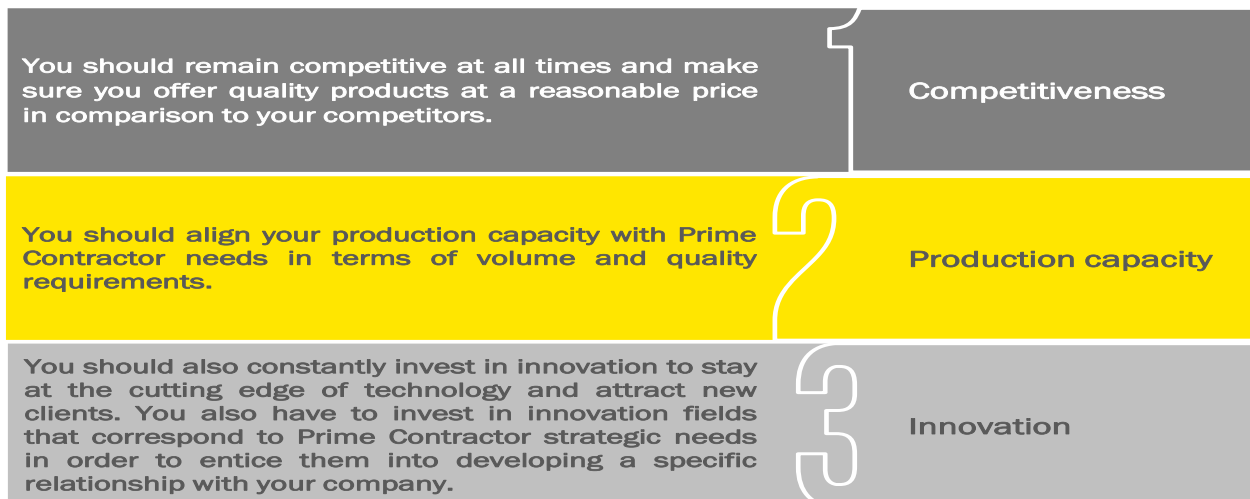 You should remain competitive at all times and make
sure you offer quality products at a reasonable price
in comparison to your competitors.
1
Competitiveness
You should align your production capacity with Prime
Contractor needs in terms of volume and quality
requirements.
2
Production capacity
You should also constantly invest in innovation to stay
at the cutting edge of technology and attract new
clients. You also have to invest in innovation fields
that correspond to Prime Contractor strategic needs
in order to entice them into developing a specific
relationship with your company.
3
Innovation